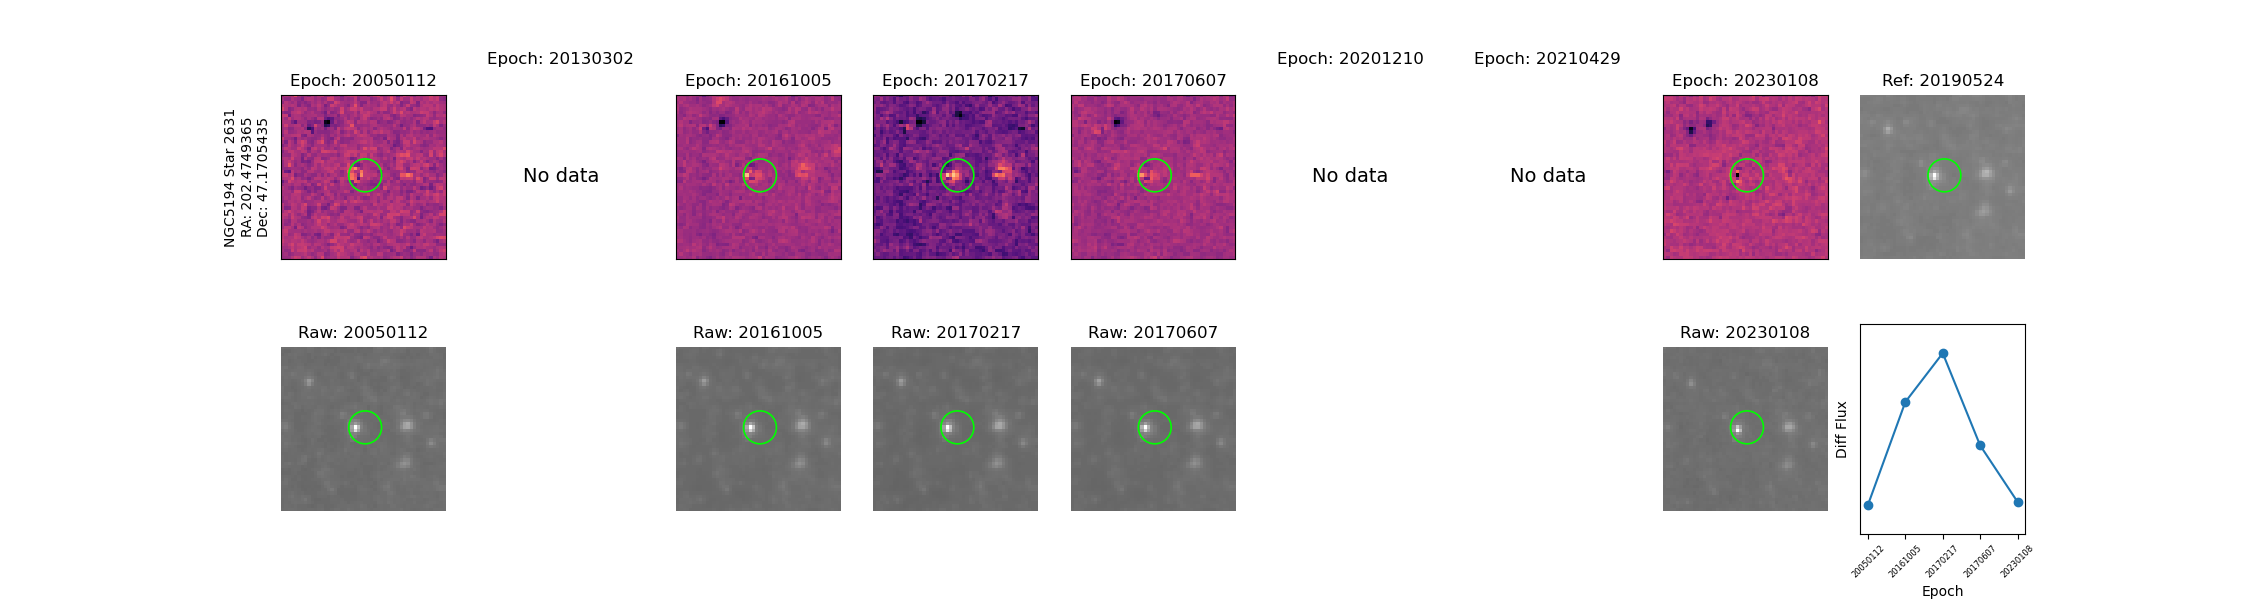 Epoch: 20130302
Epoch: 20201210
Epoch: 20210429
Epoch: 20050112
Epoch: 20161005
Epoch: 20170217
Epoch: 20170607
Epoch: 20230108
Ref: 20190524
NGC5194 Star 2631
RA: 202.4749365
Dec: 47.1705435
No data
No data
No data
Raw: 20050112
Raw: 20161005
Raw: 20170217
Raw: 20170607
Raw: 20230108
Diff Flux
20050112
20161005
20170217
20170607
20230108
Epoch